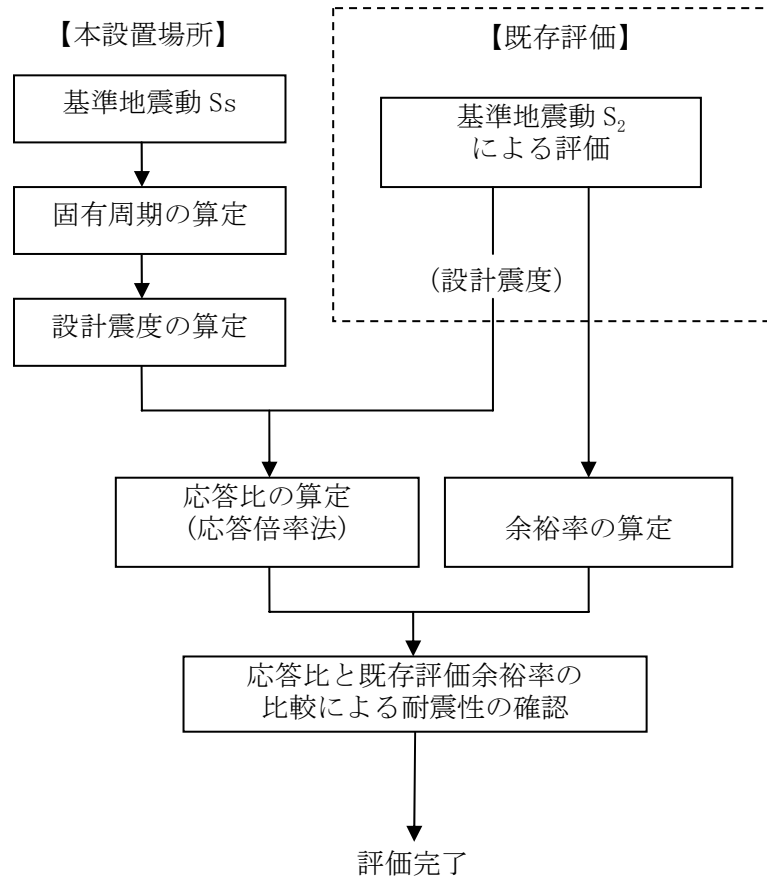 【本設置場所】
【既存評価】
基準地震動 Ss
基準地震動 S₂
による評価
固有周期の算定
(設計震度)
設計震度の算定
応答比の算定
(応答倍率法)
余裕率の算定
応答比と既存評価余裕率の
比較による耐震性の確認
評価完了